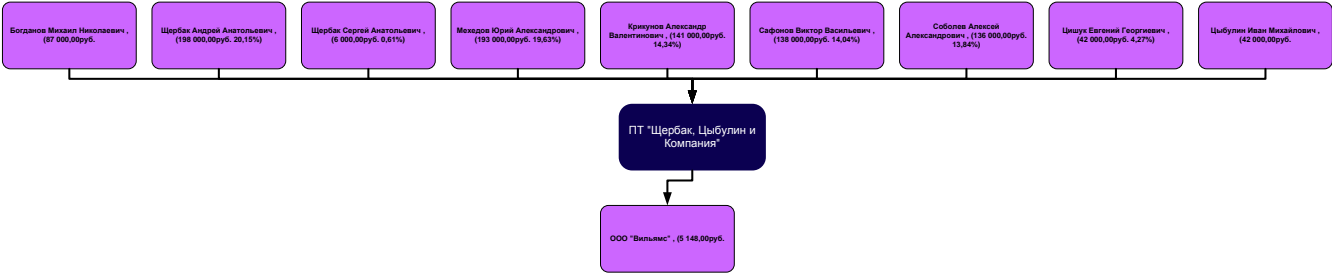 Богданов Михаил Николаевич ,
(87 000,00руб.
Щербак Андрей Анатольевич ,
(198 000,00руб. 20,15%)
Щербак Сергей Анатольевич ,
(6 000,00руб. 0,61%)
Мехедов Юрий Александрович ,
(193 000,00руб. 19,63%)
Крикунов Александр
Валентинович , (141 000,00руб.
14,34%)
Сафонов Виктор Васильевич ,
(138 000,00руб. 14,04%)
Соболев Алексей
Александрович , (136 000,00руб.
13,84%)
Цишук Евгений Георгиевич ,
(42 000,00руб. 4,27%)
Цыбулин Иван Михайлович ,
(42 000,00руб.
ПТ "Щербак, Цыбулин и
Компания"
ООО "Вильямс" , (5 148,00руб.